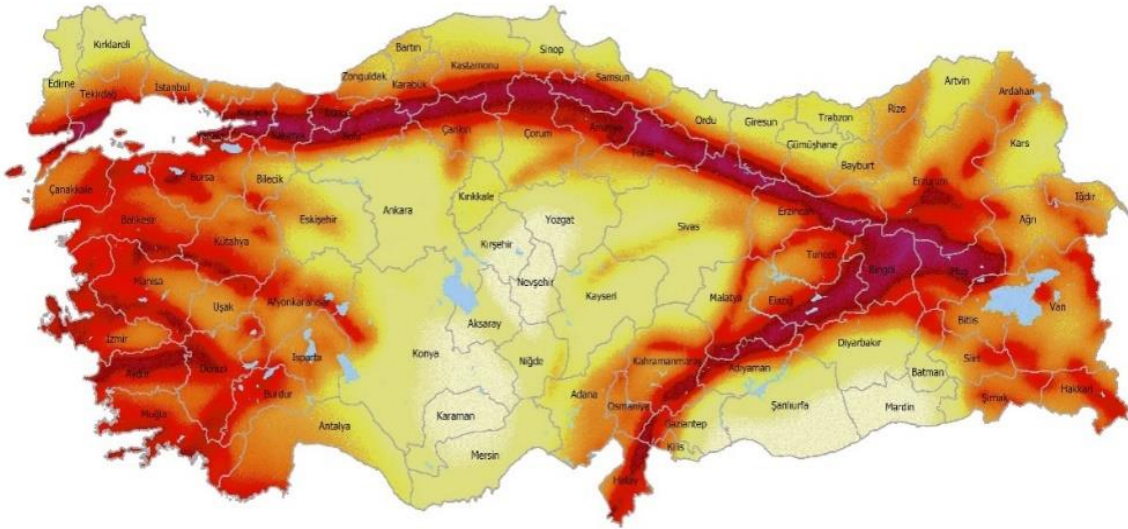 Kırklareli
Edirne
Tekirdağ
İstanbul
Bartın
Zonguldak
Karabük
Kastamonu
Sinop
Samsun
Çankırı
Çorum
Amasya
Tokat
Ordu
Giresun
Trabzon
Gümüşhane
Bayburt
Rize
Artvin
Ardahan
Kars
Iğdır
Ağrı
Erzurum
Erzincan
Çanakkale
Balıkesir
Bursa
Bilecik
Eskişehir
Kütahya
Ankara
Kırıkkale
Yozgat
Kırşehir
Nevşehir
Sivas
Kayseri
Tunceli
Bingöl
Muş
Elazığ
Malatya
Bitlis
Van
Manisa
Uşak
Afyonkarahisar
İzmir
Aydın
Denizli
Isparta
Burdur
Muğla
Antalya
Konya
Aksaray
Niğde
Karaman
Mersin
Adana
Osmaniye
Kahramanmaraş
Adıyaman
Gaziantep
Kilis
Hatay
Şanlıurfa
Diyarbakır
Mardin
Batman
Siirt
Şırnak
Hakkari